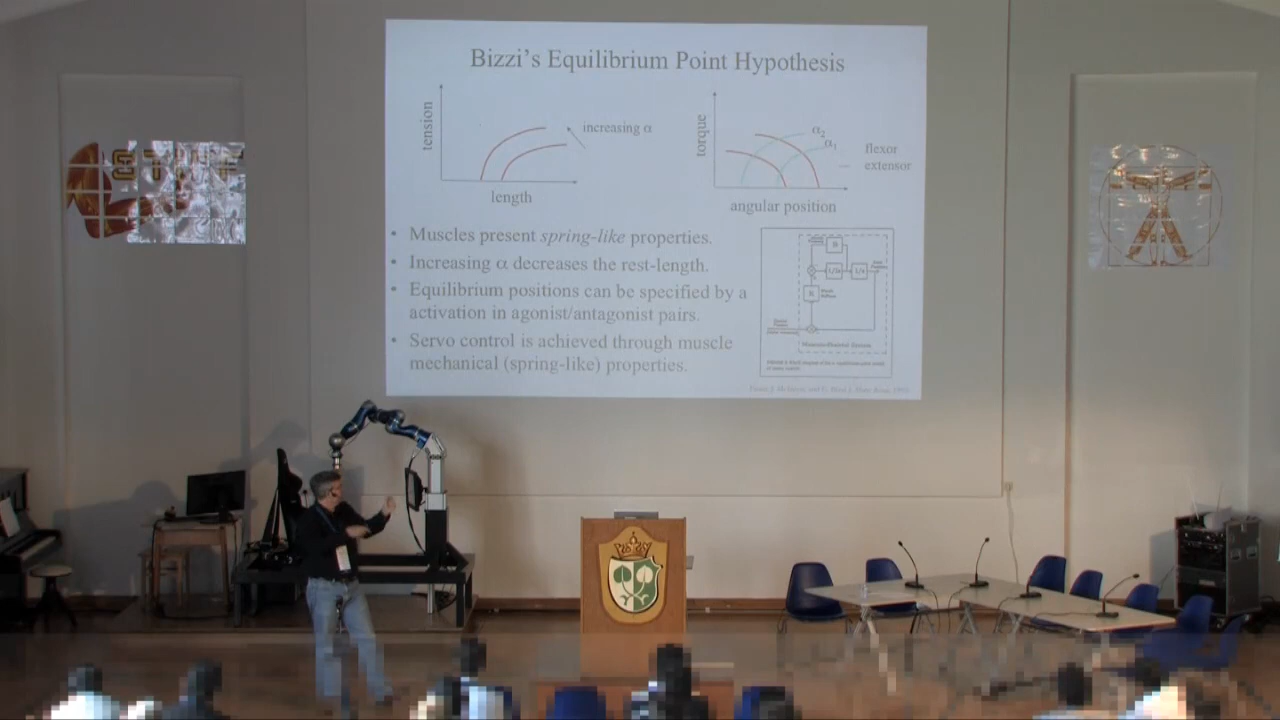 Bizzi's Equilibrium Point Hypothesis
tension
increasing α
length
torque
α2
α1
flexor
extensor
angular position
• Muscles present spring-like properties.
• Increasing α decreases the rest-length.
• Equilibrium positions can be specified by a
activation in agonist/antagonist pairs.
• Servo control is achieved through muscle
mechanical (spring-like) properties.